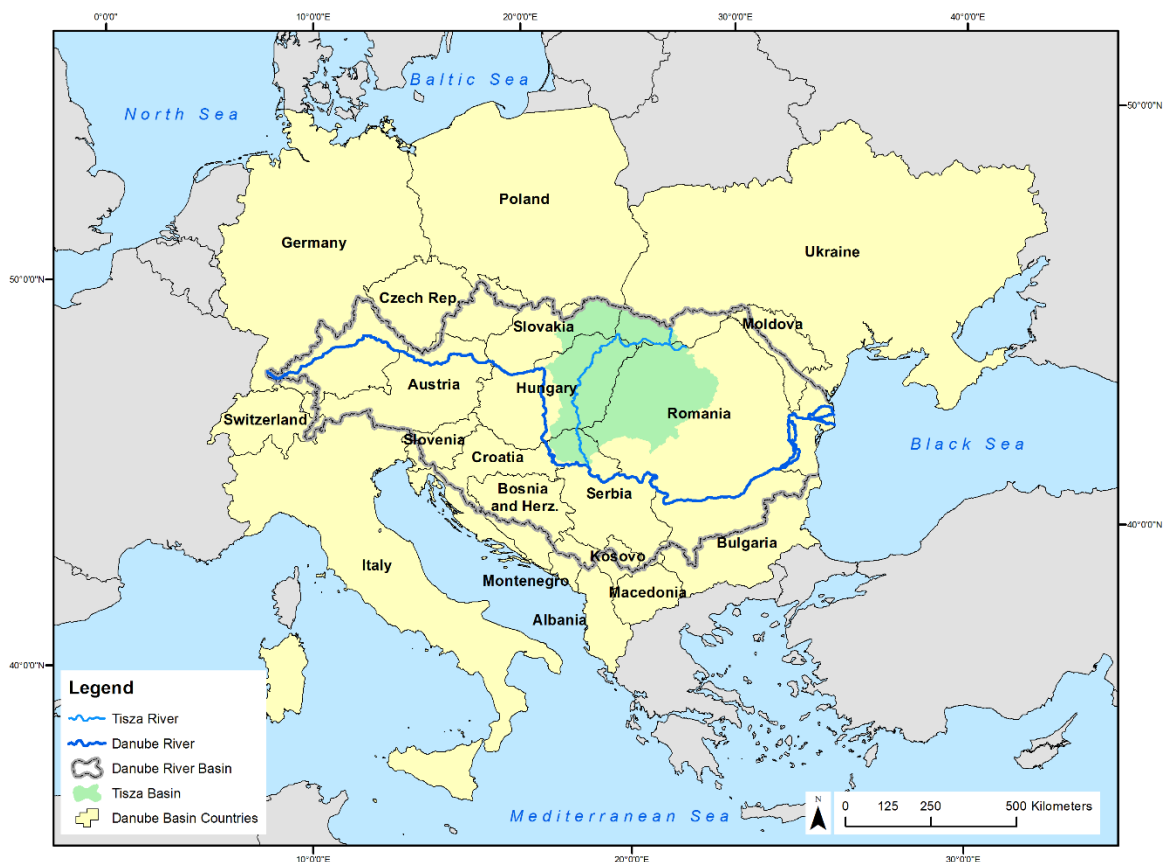 0°0'0"
10°0'0"E
20°0'0"E
30°0'0"E
40°0'0"E
Baltic Sea
North Sea
50°0'0"N
50°0'0"N
Poland
Germany
Ukraine
Czech Rep.
Slovakia
Moldova
Austria
Hungary
Switzerland
Romania
Slovenia
Croatia
Black Sea
Bosnia
and Herz.
Serbia
40°0'0"N
Kosovo
Bulgaria
Italy
Montenegro
Macedonia
Albania
40°0'0"N
Legend
Tisza River
Danube River
Danube River Basin
Tisza Basin
Danube Basin Countries
Mediterranean Sea
N
0 125 250 500 Kilometers
10°0'0"E
20°0'0"E
30°0'0"E